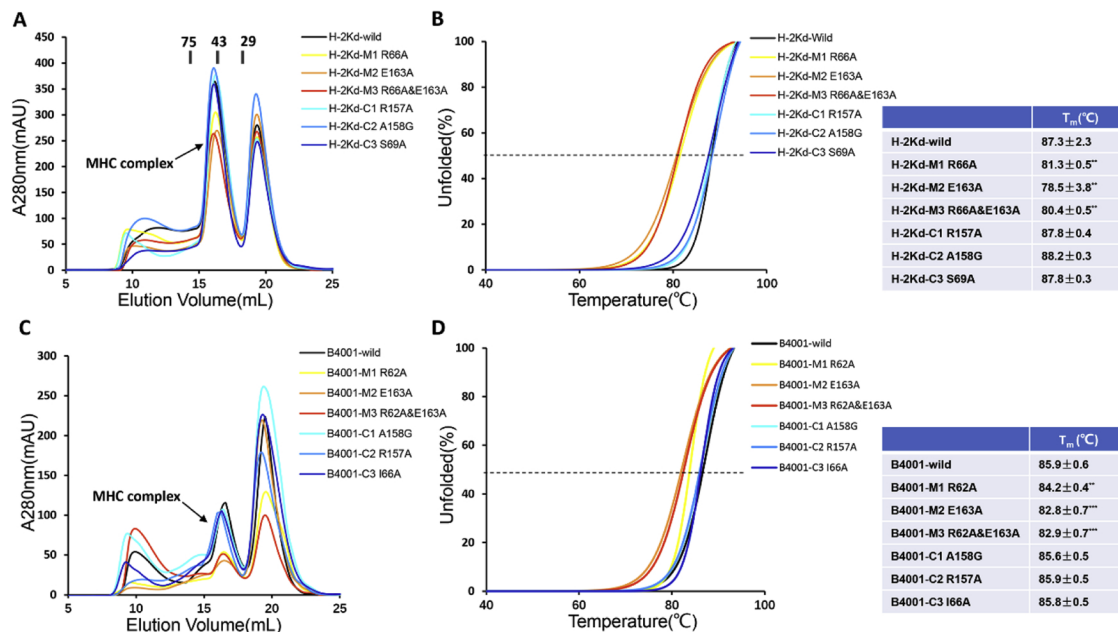 A
A280nm(mAU)
450
400
350
300
250
200
150
100
50
0
75 43 29
MHC complex
5 10 15 20 25
Elution Volume(mL)
H-2Kd-wild
H-2Kd-M1 R66A
H-2Kd-M2 E163A
H-2Kd-M3 R66A&E163A
H-2Kd-C1 R157A
H-2Kd-C2 A158G
H-2Kd-C3 S69A
B
Unfolded(%)
100
80
60
40
20
0
40 60 80 100
Temperature(℃)
H-2Kd-Wild
H-2Kd-M1 R66A
H-2Kd-M2 E163A
H-2Kd-M3 R66A&E163A
H-2Kd-C1 R157A
H-2Kd-C2 A158G
H-2Kd-C3 S69A
Tm(℃)
H-2Kd-wild 87.3±2.3
H-2Kd-M1 R66A 81.3±0.5**
H-2Kd-M2 E163A 78.5±3.8**
H-2Kd-M3 R66A&E163A 80.4±0.5**
H-2Kd-C1 R157A 87.8±0.4
H-2Kd-C2 A158G 88.2±0.3
H-2Kd-C3 S69A 87.8±0.3
C
A280nm(mAU)
300
250
200
150
100
50
0
MHC complex
5 10 15 20 25
Elution Volume(mL)
B4001-wild
B4001-M1 R62A
B4001-M2 E163A
B4001-M3 R62A&E163A
B4001-C1 A158G
B4001-C2 R157A
B4001-C3 I66A
D
Unfolded(%)
100
80
60
40
20
0
40 60 80 100
Temperature(℃)
B4001-wild
B4001-M1 R62A
B4001-M2 E163A
B4001-M3 R62A&E163A
B4001-C1 A158G
B4001-C2 R157A
B4001-C3 I66A
Tm(℃)
B4001-wild 85.9±0.6
B4001-M1 R62A 84.2±0.4**
B4001-M2 E163A 82.8±0.7***
B4001-M3 R62A&E163A 82.9±0.7***
B4001-C1 A158G 85.6±0.5
B4001-C2 R157A 85.9±0.5
B4001-C3 I66A 85.8±0.5